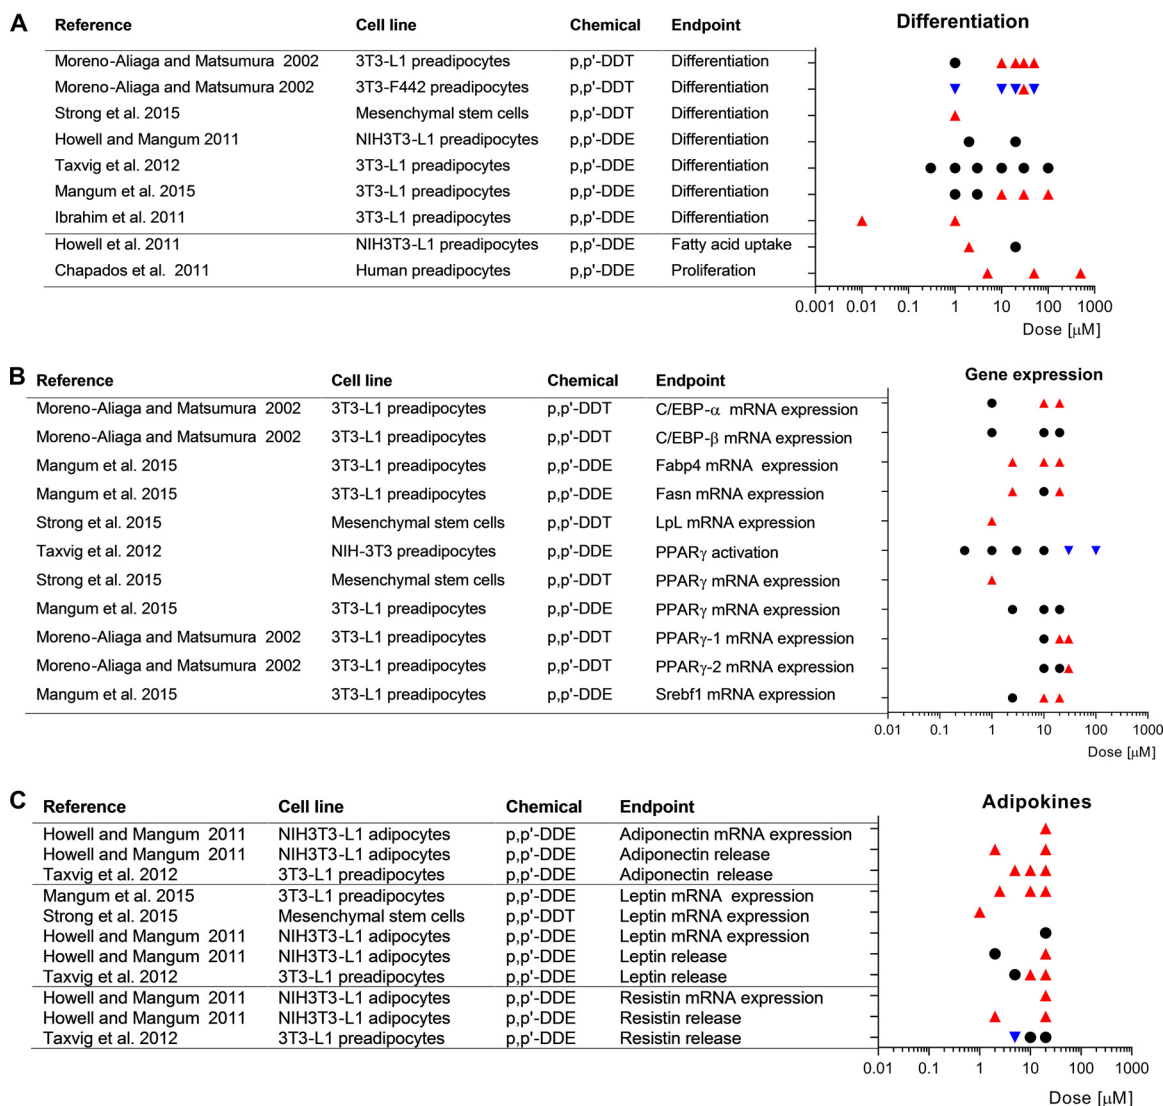 A
Reference Cell line Chemical Endpoint Differentiation
Moreno-Aliaga and Matsumura 2002 3T3-L1 preadipocytes p,p'-DDT Differentiation
Moreno-Aliaga and Matsumura 2002 3T3-F442 preadipocytes p,p'-DDT Differentiation
Strong et al. 2015 Mesenchymal stem cells p,p'-DDT Differentiation
Howell and Mangum 2011 NIH3T3-L1 preadipocytes p,p'-DDE Differentiation
Taxvig et al. 2012 3T3-L1 preadipocytes p,p'-DDE Differentiation
Mangum et al. 2015 3T3-L1 preadipocytes p,p'-DDE Differentiation
Ibrahim et al. 2011 3T3-L1 preadipocytes p,p'-DDE Differentiation
Howell et al. 2011 NIH3T3-L1 preadipocytes p,p'-DDE Fatty acid uptake
Chapados et al. 2011 Human preadipocytes p,p'-DDE Proliferation
0.001 0.01 0.1 1 10 100 1000
Dose [µM]
B
Reference Cell line Chemical Endpoint Gene expression
Moreno-Aliaga and Matsumura 2002 3T3-L1 preadipocytes p,p'-DDT C/EBP-α mRNA expression
Moreno-Aliaga and Matsumura 2002 3T3-L1 preadipocytes p,p'-DDT C/EBP-β mRNA expression
Mangum et al. 2015 3T3-L1 preadipocytes p,p'-DDE Fabp4 mRNA expression
Mangum et al. 2015 3T3-L1 preadipocytes p,p'-DDE Fasn mRNA expression
Strong et al. 2015 Mesenchymal stem cells p,p'-DDT LpL mRNA expression
Taxvig et al. 2012 NIH-3T3 preadipocytes p,p'-DDE PPARγ activation
Strong et al. 2015 Mesenchymal stem cells p,p'-DDT PPARγ mRNA expression
Mangum et al. 2015 3T3-L1 preadipocytes p,p'-DDE PPARγ mRNA expression
Moreno-Aliaga and Matsumura 2002 3T3-L1 preadipocytes p,p'-DDT PPARγ-1 mRNA expression
Moreno-Aliaga and Matsumura 2002 3T3-L1 preadipocytes p,p'-DDT PPARγ-2 mRNA expression
Mangum et al. 2015 3T3-L1 preadipocytes p,p'-DDE Srebf1 mRNA expression
0.01 0.1 1 10 100 1000
Dose [µM]
C
Reference Cell line Chemical Endpoint Adipokines
Howell and Mangum 2011 NIH3T3-L1 adipocytes p,p'-DDE Adiponectin mRNA expression
Howell and Mangum 2011 NIH3T3-L1 adipocytes p,p'-DDE Adiponectin release
Taxvig et al. 2012 3T3-L1 preadipocytes p,p'-DDE Adiponectin release
Mangum et al. 2015 3T3-L1 preadipocytes p,p'-DDE Leptin mRNA expression
Strong et al. 2015 Mesenchymal stem cells p,p'-DDT Leptin mRNA expression
Howell and Mangum 2011 NIH3T3-L1 adipocytes p,p'-DDE Leptin mRNA expression
Howell and Mangum 2011 NIH3T3-L1 adipocytes p,p'-DDE Leptin release
Taxvig et al. 2012 3T3-L1 preadipocytes p,p'-DDE Leptin release
Howell and Mangum 2011 NIH3T3-L1 adipocytes p,p'-DDE Resistin mRNA expression
Howell and Mangum 2011 NIH3T3-L1 adipocytes p,p'-DDE Resistin release
Taxvig et al. 2012 3T3-L1 preadipocytes p,p'-DDE Resistin release
0.01 0.1 1 10 100 1000
Dose [µM]